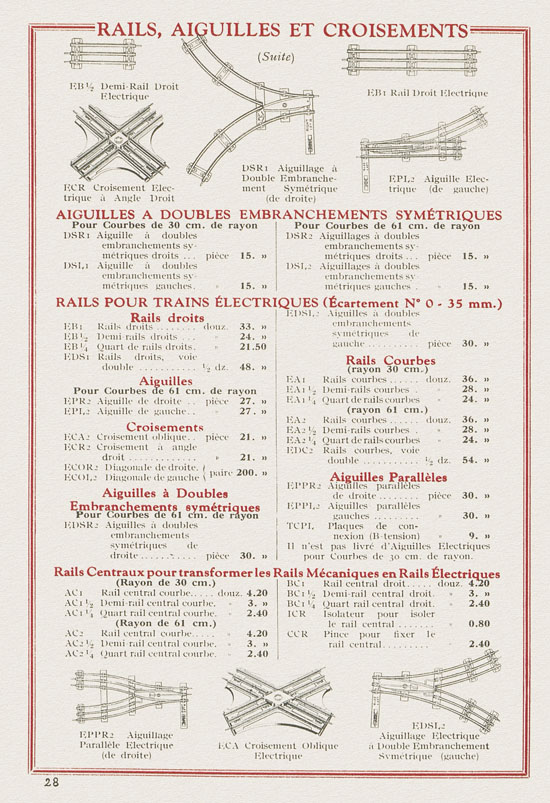 RAILS, AIGUILLES ET CROISEMENTS
(Suite)
EB½ Demi-Rail Droit
Electrique
EB1 Rail Droit Electrique
ECR Croisement Elec-
trique à Angle Droit
DSR1 Aiguillage à
Double Embranche-
ment Symétrique
(de droite)
EPL2 Aiguille Elec-
trique (de gauche)
AIGUILLES A DOUBLES EMBRANCHEMENTS SYMÉTRIQUES
Pour Courbes de 30 cm. de rayon
DSR1 Aiguille à doubles
embranchements sy-
métriques droits ... pièce 15. »
DSL1 Aiguille à doubles
embranchements sy-
métriques gauches. » 15. »
Pour Courbes de 61 cm. de rayon
DSR2 Aiguillages à doubles
embranchements sy-
métriques droits ... pièce 15. »
DSL2 Aiguillages à doubles
embranchements sy-
métriques gauches. » 15. »
RAILS POUR TRAINS ÉLECTRIQUES (Écartement N° 0 - 35 mm.)
Rails droits
EB1 Rails droits ........ douz. 33. »
EB½ Demi-rails droits ... » 24. »
EB¼ Quart de rails droits. » 21.50
EDS1 Rails droits, voie
double .......... ½ dz. 48. »
Aiguilles
Pour Courbes de 61 cm. de rayon
EPR2 Aiguille de droite .. pièce 27. »
EPL2 Aiguille de gauche.. » 27. »
Croisements
ECA2 Croisement oblique.. pièce 21. »
ECR2 Croisement à angle
droit ............. » 21. »
ECOR2 Diagonale de droite. (
ECOL2 Diagonale de gauche ( paire 200. »
Aiguilles à Doubles
Embranchements symétriques
Pour Courbes de 61 cm. de rayon
EDSR2 Aiguilles à doubles
embranchements
symétriques de
droite .......... pièce 30. »
EDSL2 Aiguilles à doubles
embranchements
symétriques de
gauche .......... pièce 30. »
Rails Courbes
(rayon 30 cm.)
EA1 Rails courbes ...... douz. 36. »
EA1½ Demi-rails courbes . » 28. »
EA1¼ Quart de rails courbes » 24. »
(rayon 61 cm.)
EA2 Rails courbes ...... douz. 36. »
EA2½ Demi-rails courbes . » 28. »
EA2¼ Quart de rails courbes » 24. »
EDC2 Rails courbes, voie
double .......... ½ dz. 54. »
Aiguilles Parallèles
EPPR2 Aiguilles parallèles
de droite ....... pièce 30. »
EPPL2 Aiguilles parallèles
gauches ........ » 30. »
TCPL Plaques de con-
nexion (B-tension) » 9. »
Il n'est pas livré d'Aiguilles Electriques
pour Courbes de 30 cm. de rayon.
Rails Centraux pour transformer les Rails Mécaniques en Rails Électriques
(Rayon de 30 cm.)
AC1 Rail central courbe..... douz. 4.20
AC1½ Demi-rail central courbe. » 3. »
AC1¼ Quart rail central courbe. » 2.40
(Rayon de 61 cm.)
AC2 Rail central courbe..... » 4.20
AC2½ Demi-rail central courbe. » 3. »
AC2¼ Quart rail central courbe. » 2.40
BC1 Rail central droit..... douz. 4.20
BC1½ Demi-rail central droit. » 3. »
BC1¼ Quart rail central droit. » 2.40
ICR Isolateur pour isoler
le rail central ....... » 0.80
CCR Pince pour fixer le
rail central......... 2.40
EPPR2 Aiguillage
Parallèle Electrique
(de droite)
ECA Croisement Oblique
Electrique
EDSL2
Aiguillage Electrique
à Double Embranchement
Symétrique (gauche)
28